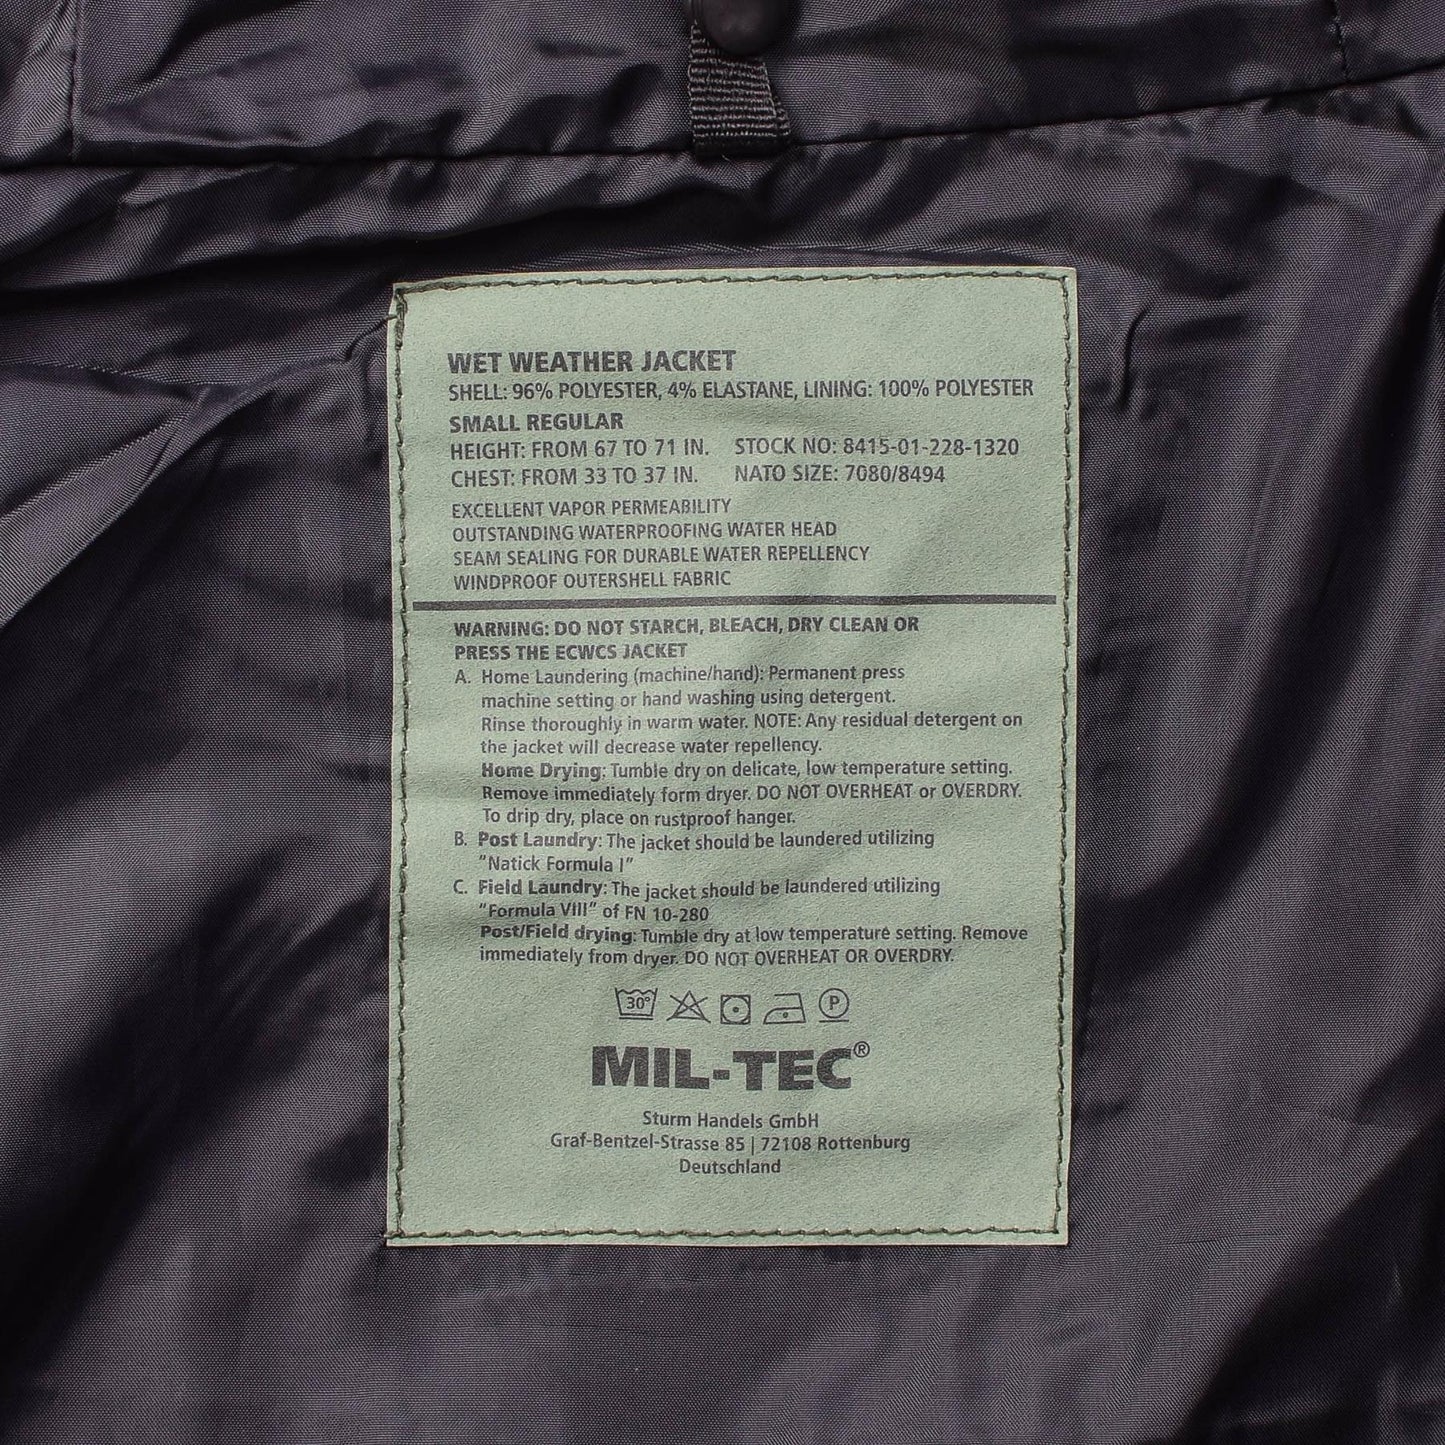 WET WEATHER JACKET
SHELL: 96% POLYESTER, 4% ELASTANE, LINING: 100% POLYESTER
SMALL REGULAR
HEIGHT: FROM 67 TO 71 IN. STOCK NO: 8415-01-228-1320
CHEST: FROM 33 TO 37 IN. NATO SIZE: 7080/8494
EXCELLENT VAPOR PERMEABILITY
OUTSTANDING WATERPROOFING WATER HEAD
SEAM SEALING FOR DURABLE WATER REPELLENCY
WINDPROOF OUTERSHELL FABRIC
WARNING: DO NOT STARCH, BLEACH, DRY CLEAN OR
PRESS THE ECWCS JACKET
A. Home Laundering (machine/hand): Permanent press
machine setting or hand washing using detergent.
Rinse thoroughly in warm water. NOTE: Any residual detergent on
the jacket will decrease water repellency.
Home Drying: Tumble dry on delicate, low temperature setting.
Remove immediately form dryer. DO NOT OVERHEAT or OVERDRY.
To drip dry, place on rustproof hanger.
B. Post Laundry: The jacket should be laundered utilizing
"Natick Formula I"
C. Field Laundry: The jacket should be laundered utilizing
"Formula VIII" of FN 10-280
Post/Field drying: Tumble dry at low temperature setting. Remove
immediately from dryer. DO NOT OVERHEAT OR OVERDRY.
30° P
MIL-TEC®
Sturm Handels GmbH
Graf-Bentzel-Strasse 85 | 72108 Rottenburg
Deutschland